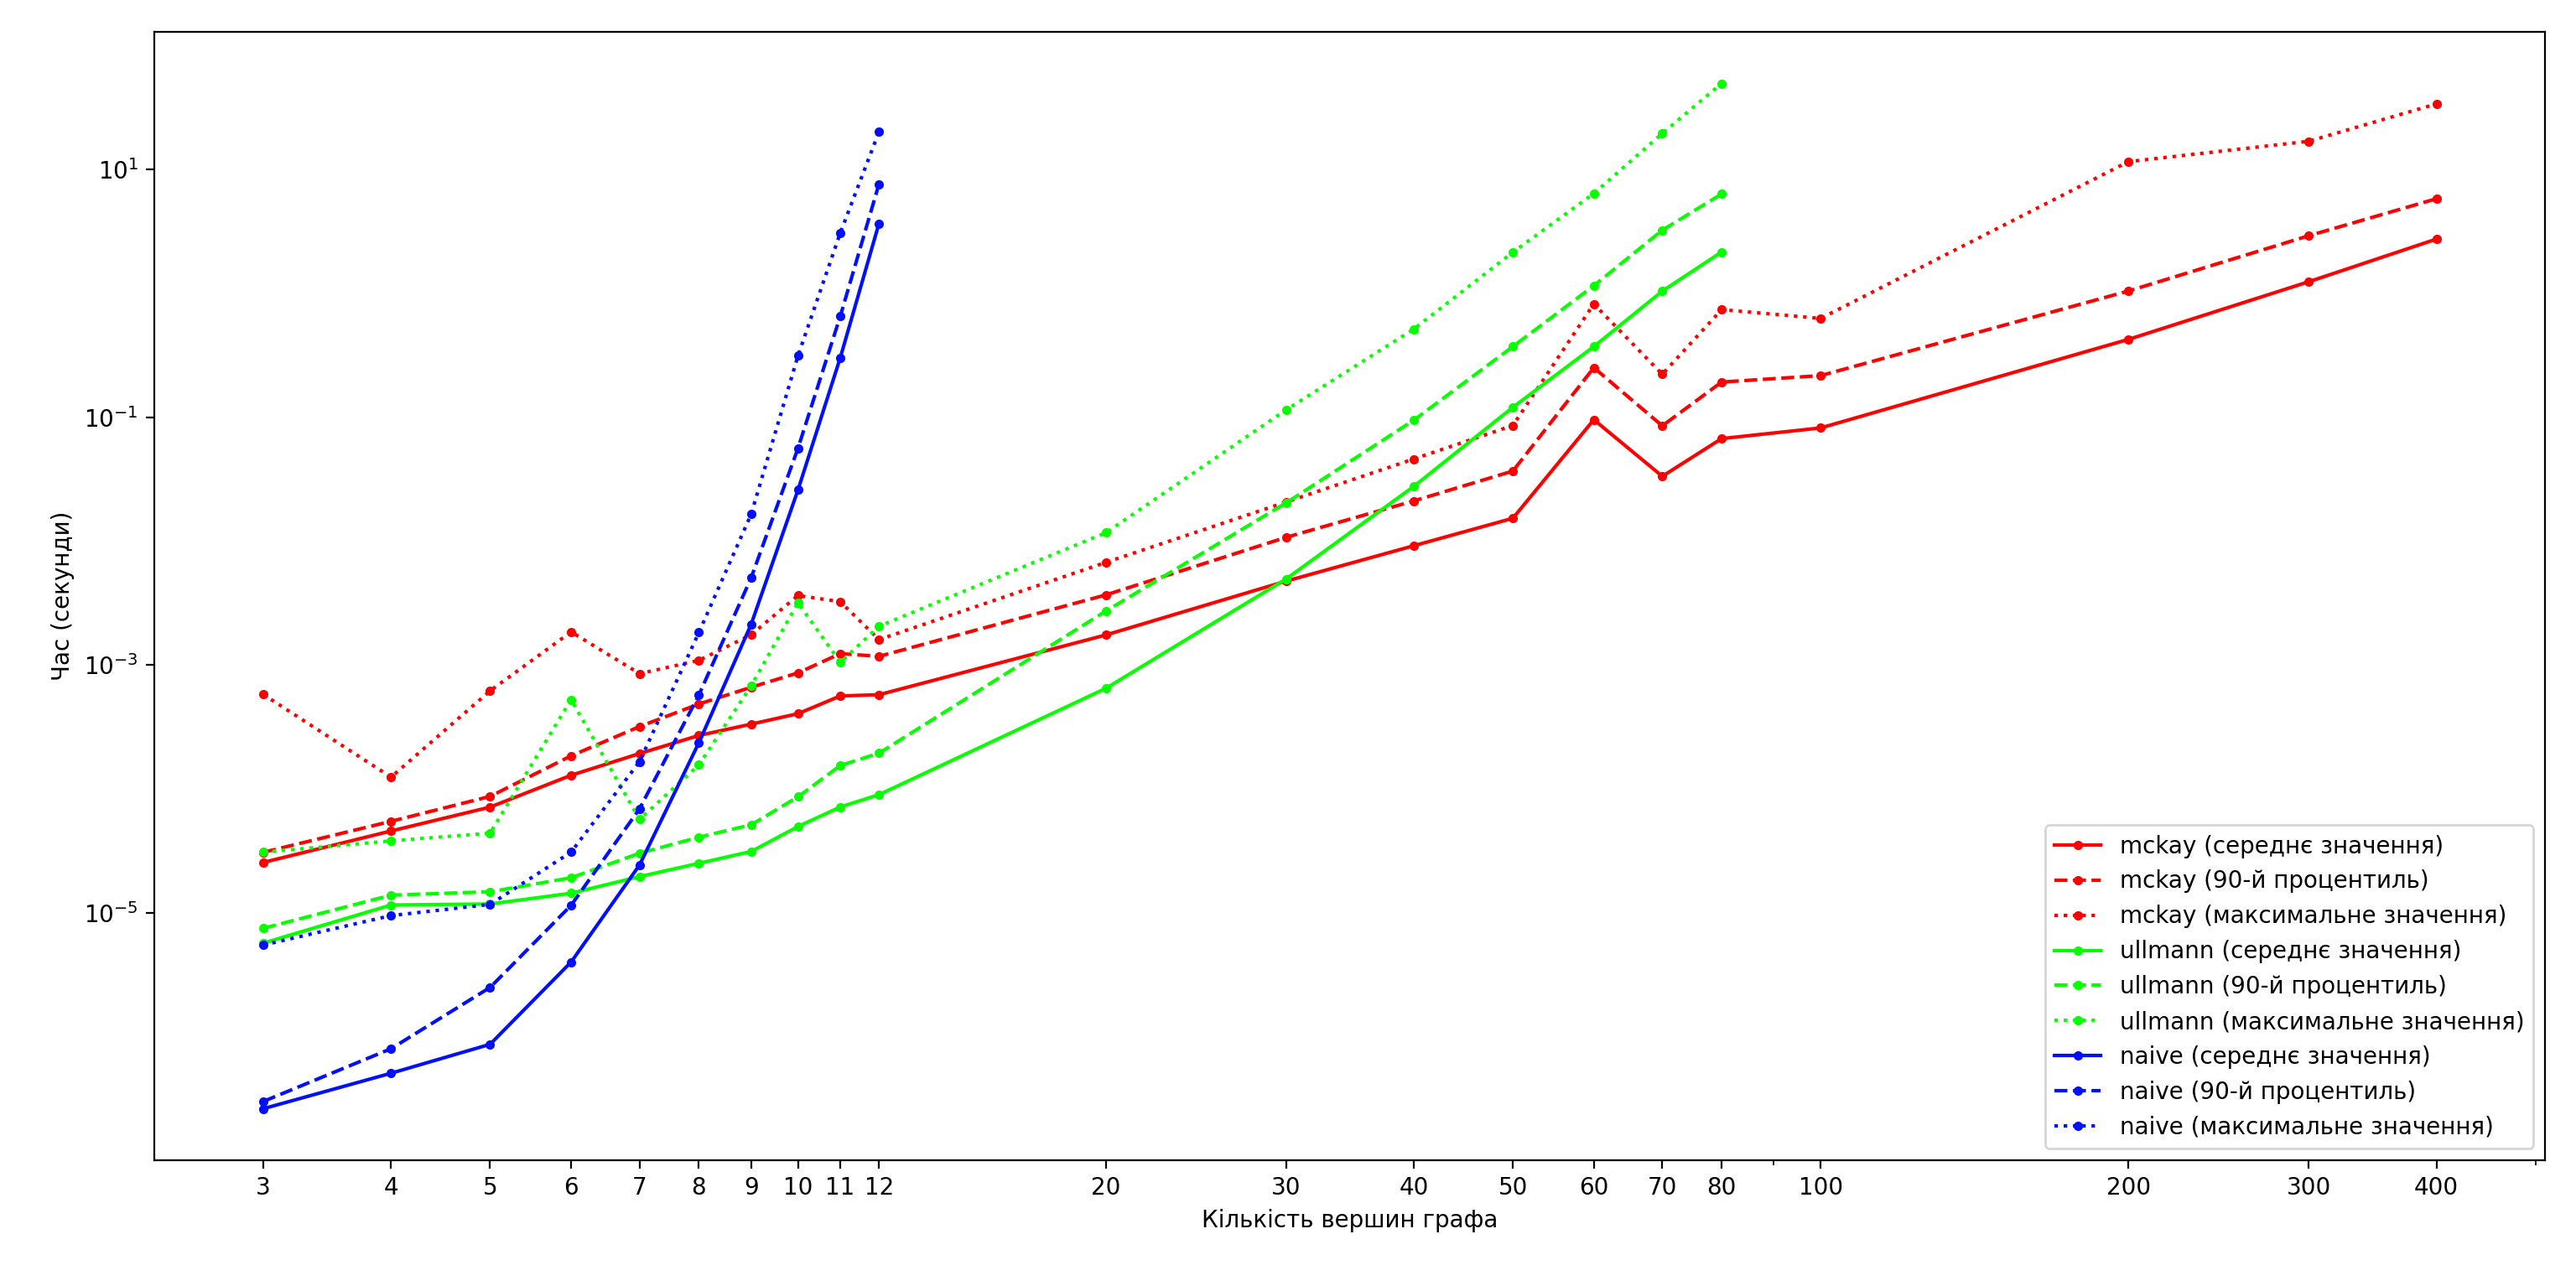 Час (секунди)
10¹
10⁻¹
10⁻³
10⁻⁵
3 4 5 6 7 8 9 10 11 12 20 30 40 50 60 70 80 100 200 300 400
Кількість вершин графа
mckay (середнє значення)
mckay (90-й процентиль)
mckay (максимальне значення)
ullmann (середнє значення)
ullmann (90-й процентиль)
ullmann (максимальне значення)
naive (середнє значення)
naive (90-й процентиль)
naive (максимальне значення)